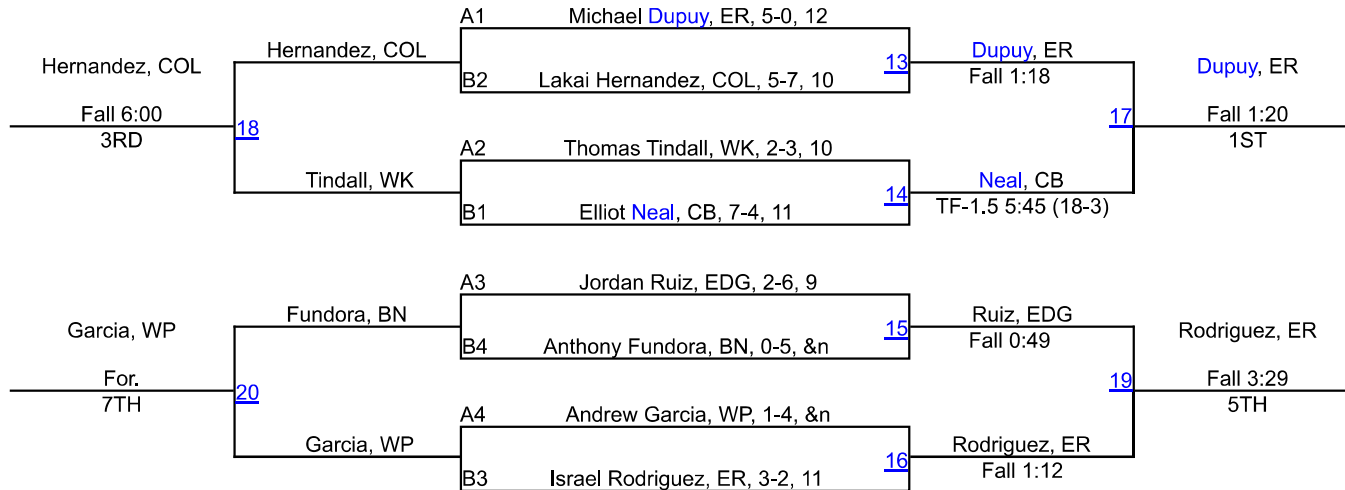 A1 Michael Dupuy, ER, 5-0, 12
Hernandez, COL
Hernandez, COL 13 Dupuy, ER
Fall 1:18
Dupuy, ER
B2 Lakai Hernandez, COL, 5-7, 10
Fall 6:00
3RD
18
17
Fall 1:20
1ST
A2 Thomas Tindall, WK, 2-3, 10
Tindall, WK 14 Neal, CB
TF-1.5 5:45 (18-3)
B1 Elliot Neal, CB, 7-4, 11
A3 Jordan Ruiz, EDG, 2-6, 9
Garcia, WP
Fundora, BN 15 Ruiz, EDG
Fall 0:49
Rodriguez, ER
B4 Anthony Fundora, BN, 0-5, &n
For.
7TH
20
19
Fall 3:29
5TH
A4 Andrew Garcia, WP, 1-4, &n
Garcia, WP 16 Rodriguez, ER
Fall 1:12
B3 Israel Rodriguez, ER, 3-2, 11